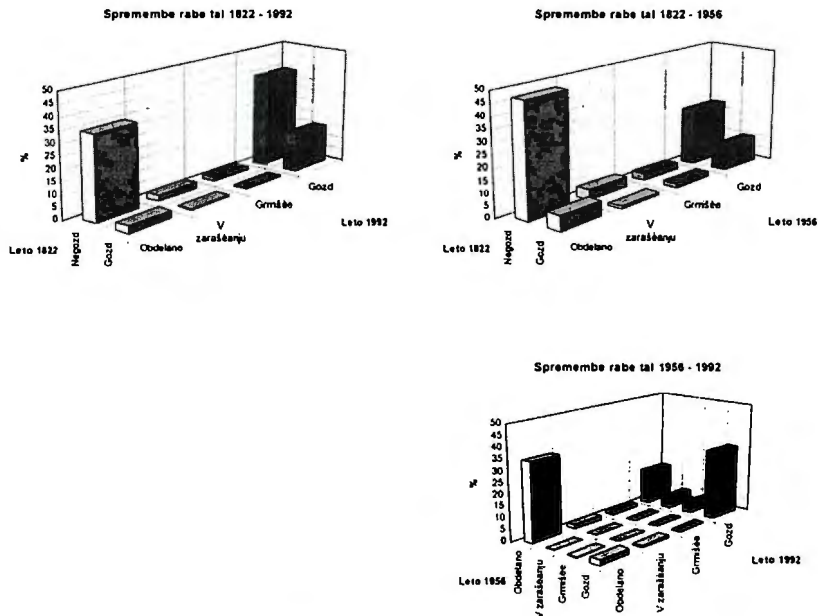 Spremembe rabe tal 1822 - 1992
50
45
40
35
30
25
20
15
10
5
0
%
Leto 1822
Negozd
Gozd
Obdelano
V zaraščanju
Grmišče
Gozd
Leto 1992
Spremembe rabe tal 1822 - 1956
50
45
40
35
30
25
20
15
10
5
0
%
Leto 1822
Negozd
Gozd
Obdelano
V zaraščanju
Grmišče
Gozd
Leto 1956
Spremembe rabe tal 1956 - 1992
50
45
40
35
30
25
20
15
10
5
0
%
Leto 1956
Obdelano
V zaraščanju
Grmišče
Gozd
Obdelano
V zaraščanju
Grmišče
Gozd
Leto 1992